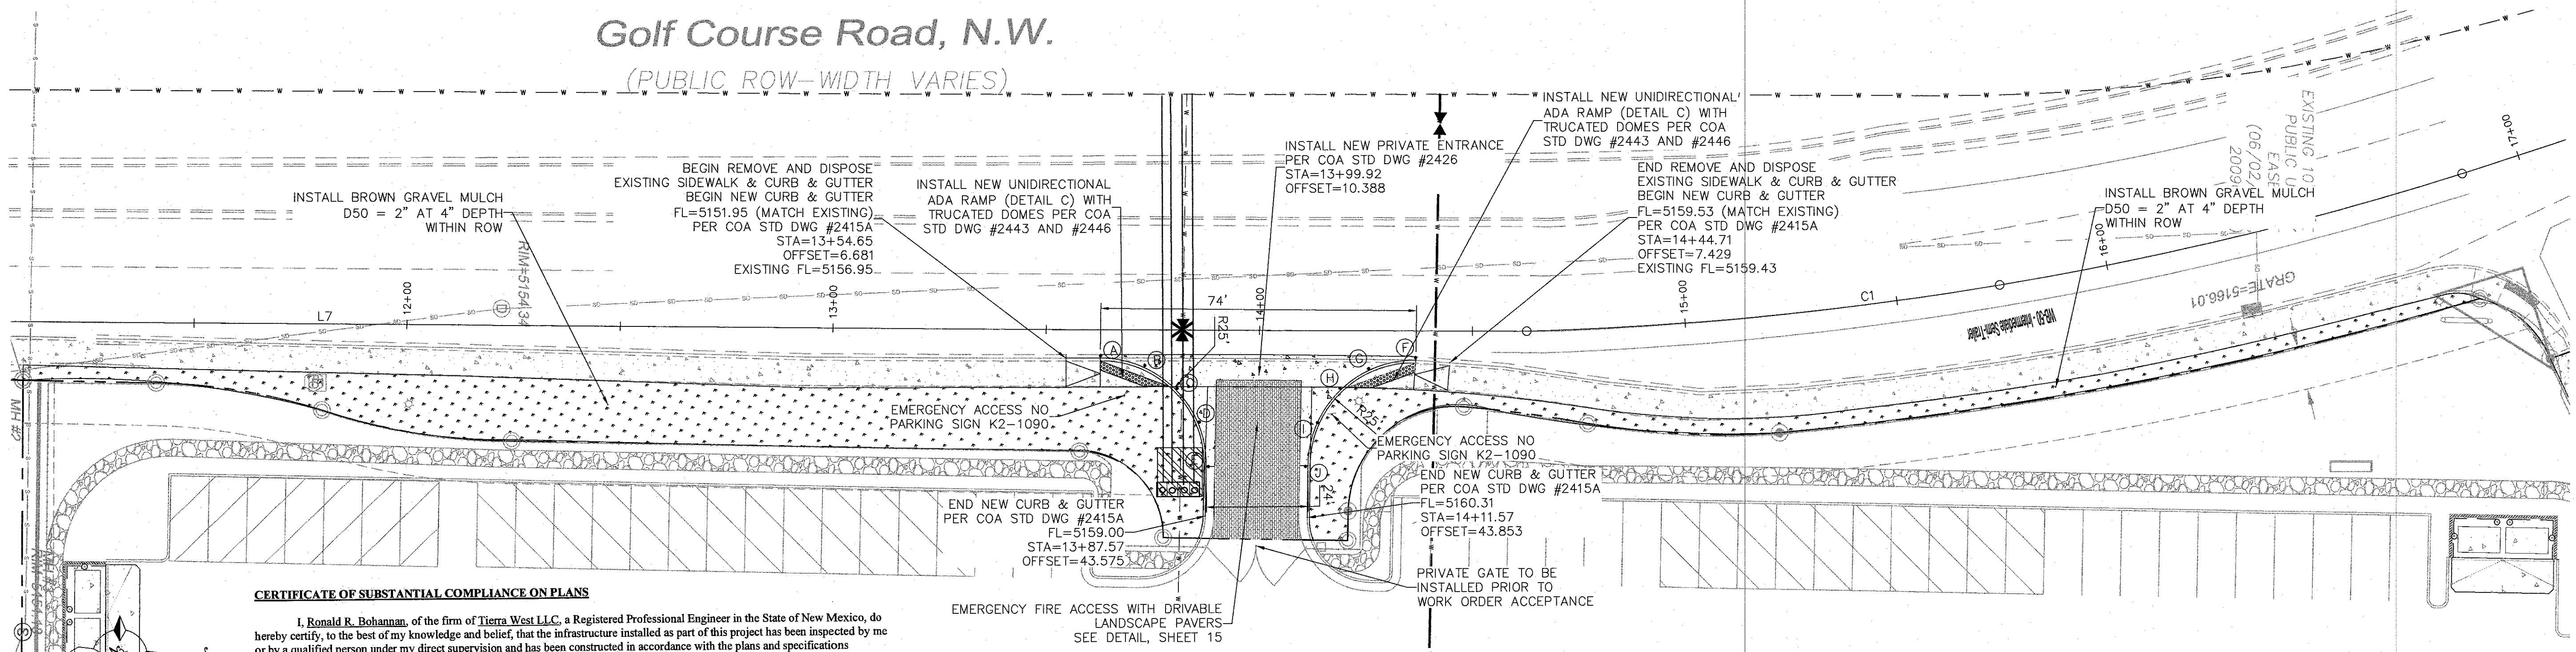 Golf Course Road, N.W.
(PUBLIC ROW-WIDTH VARIES)
INSTALL BROWN GRAVEL MULCH
D50 = 2" AT 4" DEPTH
WITHIN ROW
BEGIN REMOVE AND DISPOSE
EXISTING SIDEWALK & CURB & GUTTER
BEGIN NEW CURB & GUTTER
FL=5151.95 (MATCH EXISTING)
PER COA STD DWG #2415A
STA=13+54.65
OFFSET=6.681
EXISTING FL=5156.95
INSTALL NEW UNIDIRECTIONAL
ADA RAMP (DETAIL C) WITH
TRUCATED DOMES PER COA
STD DWG #2443 AND #2446
INSTALL NEW PRIVATE ENTRANCE
PER COA STD DWG #2426
STA=13+99.92
OFFSET=10.388
INSTALL NEW UNIDIRECTIONAL
ADA RAMP (DETAIL C) WITH
TRUCATED DOMES PER COA
STD DWG #2443 AND #2446
END REMOVE AND DISPOSE
EXISTING SIDEWALK & CURB & GUTTER
BEGIN NEW CURB & GUTTER
FL=5159.53 (MATCH EXISTING)
PER COA STD DWG #2415A
STA=14+44.71
OFFSET=7.429
EXISTING FL=5159.43
EXISTING 10'
PUBLIC U
EASE
(06/02/
2009
INSTALL BROWN GRAVEL MULCH
D50 = 2" AT 4" DEPTH
WITHIN ROW
17+00
16+00
15+00
14+00
13+00
12+00
RIM=5154.34
D
L7
C1
74'
R25'
GRATE=5166.01
WB-50 - Intermediate Semi-Trailer
A
B
C
D
E
F
G
H
I
J
R25'
24'
MH #2
EMERGENCY ACCESS NO
PARKING SIGN K2-1090
EMERGENCY ACCESS NO
PARKING SIGN K2-1090
END NEW CURB & GUTTER
PER COA STD DWG #2415A
FL=5159.00
STA=13+87.57
OFFSET=43.575
END NEW CURB & GUTTER
PER COA STD DWG #2415A
FL=5160.31
STA=14+11.57
OFFSET=43.853
PRIVATE GATE TO BE
INSTALLED PRIOR TO
WORK ORDER ACCEPTANCE
EMERGENCY FIRE ACCESS WITH DRIVABLE
LANDSCAPE PAVERS
SEE DETAIL, SHEET 15
CERTIFICATE OF SUBSTANTIAL COMPLIANCE ON PLANS
I, Ronald R. Bohannan, of the firm of Tierra West LLC, a Registered Professional Engineer in the State of New Mexico, do
hereby certify, to the best of my knowledge and belief, that the infrastructure installed as part of this project has been inspected by me
or by a qualified person under my direct supervision and has been constructed in accordance with the plans and specifications